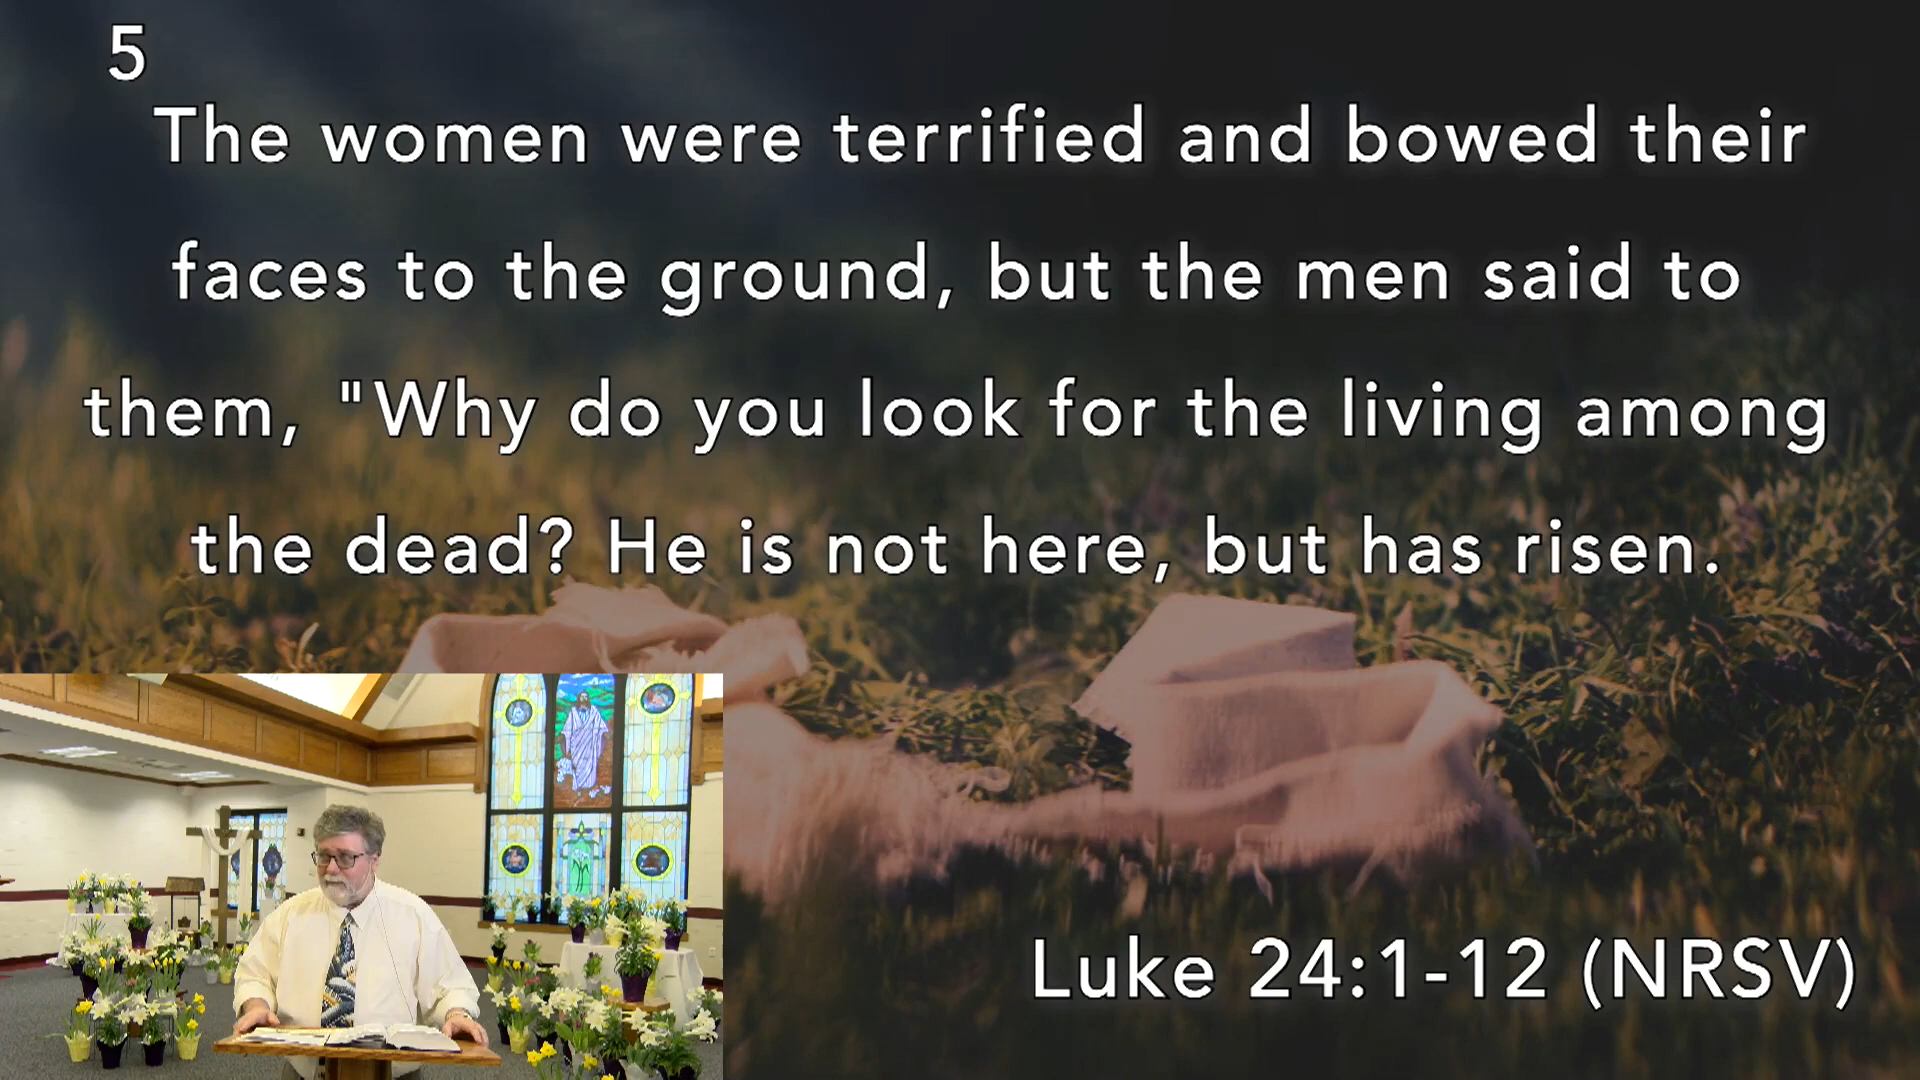 5
The women were terrified and bowed their
faces to the ground, but the men said to
them, "Why do you look for the living among
the dead? He is not here, but has risen.
Luke 24:1-12 (NRSV)